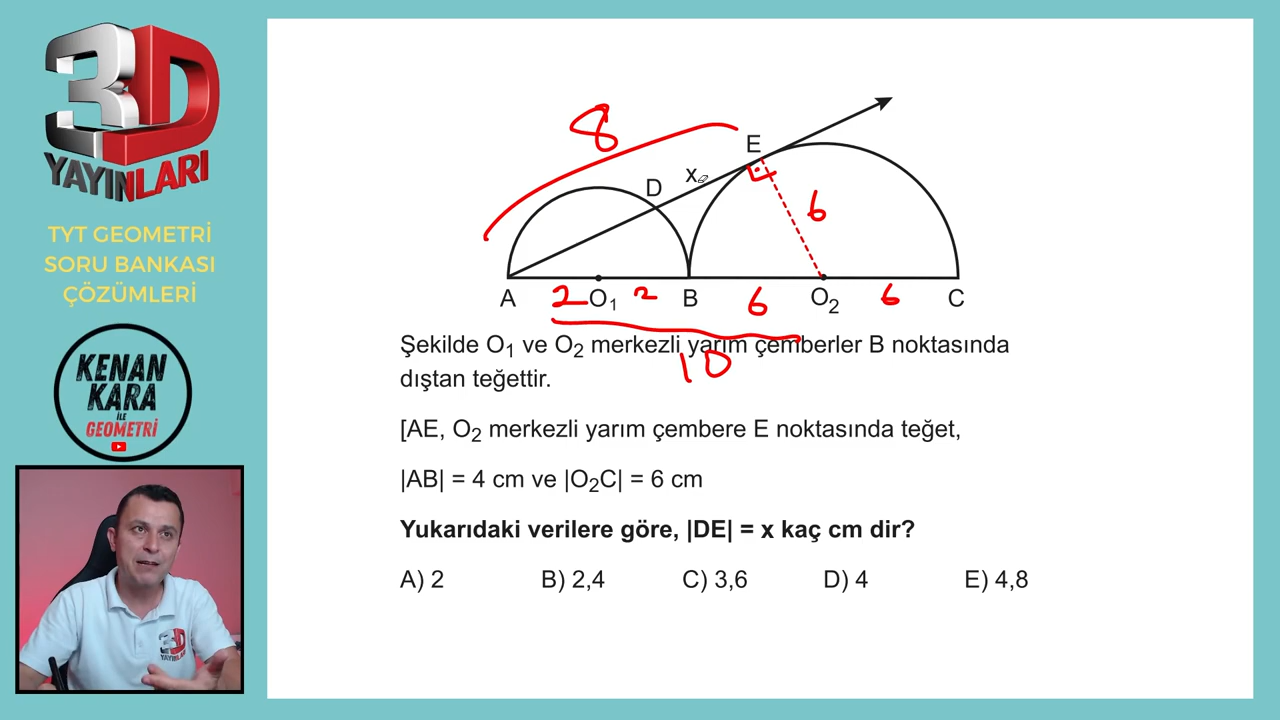 3D
YAYINLARI
TYT GEOMETRİ
SORU BANKASI
ÇÖZÜMLERİ
KENAN
KARA
İLE
GEOMETRİ
3D
YAYINLARI
8
E
D
x
6
A 2 O₁ 2 B 6 O₂ 6 C
10
Şekilde O₁ ve O₂ merkezli yarım çemberler B noktasında
dıştan teğettir.
[AE, O₂ merkezli yarım çembere E noktasında teğet,
|AB| = 4 cm ve |O₂C| = 6 cm
Yukarıdaki verilere göre, |DE| = x kaç cm dir?
A) 2 B) 2,4 C) 3,6 D) 4 E) 4,8